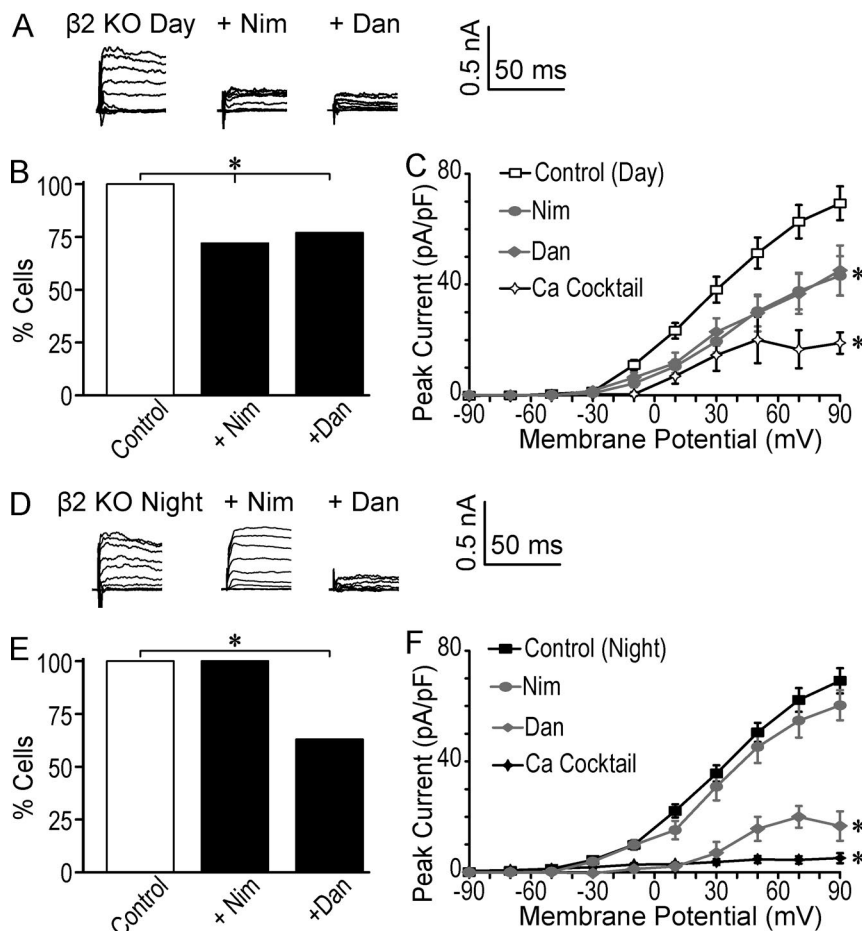 A β2 KO Day + Nim + Dan
0.5 nA
50 ms
B
*
% Cells
100
75
50
25
0
Control
+ Nim
+Dan
C
Peak Current (pA/pF)
80
40
0
Control (Day)
Nim
Dan
Ca Cocktail
*
*
-90 -60 -30 0 30 60 90
Membrane Potential (mV)
D β2 KO Night + Nim + Dan
0.5 nA
50 ms
E
*
% Cells
100
75
50
25
0
Control
+ Nim
+Dan
F
Peak Current (pA/pF)
80
40
0
Control (Night)
Nim
Dan
Ca Cocktail
*
*
-90 -60 -30 0 30 60 90
Membrane Potential (mV)